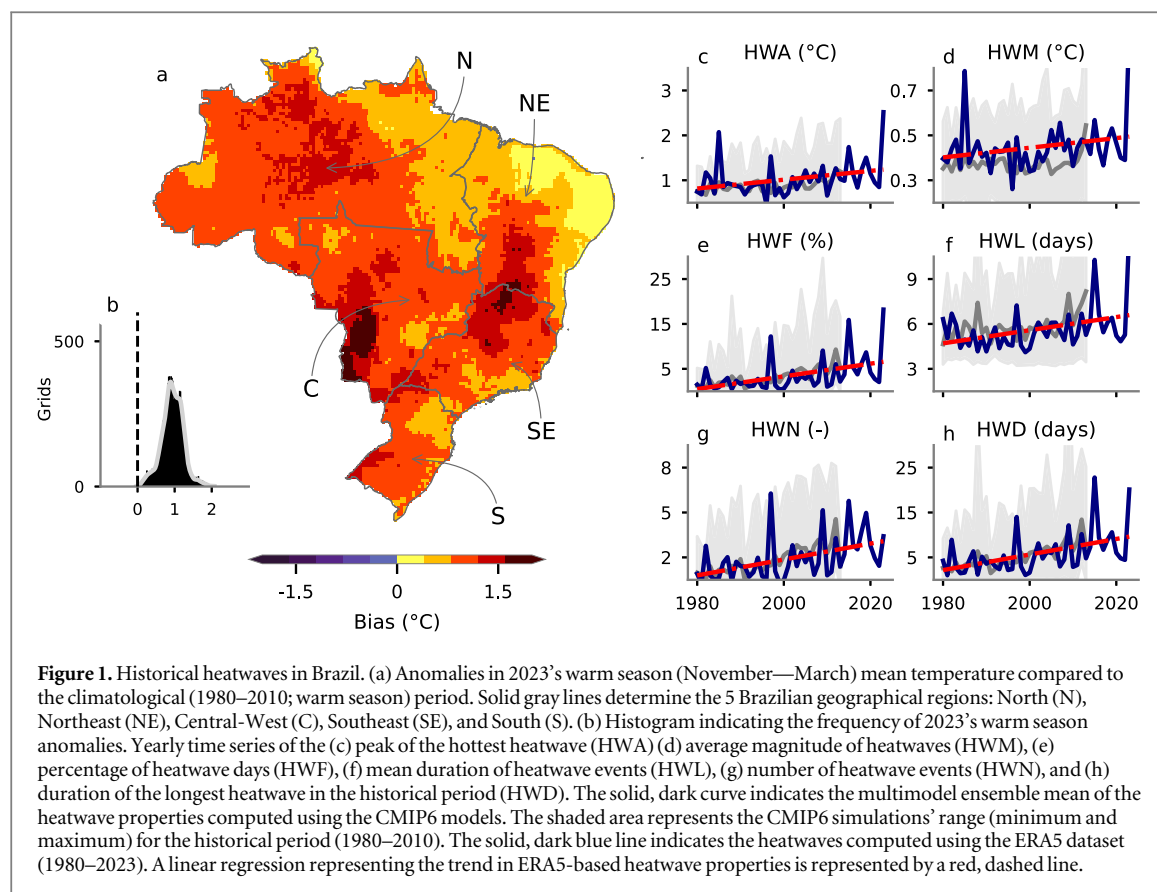 a
N
NE
C
SE
S
b
500
Grids
0
0 1 2
-1.5 0 1.5
Bias (°C)
c HWA (°C)
3
2
1
d HWM (°C)
0.7
0.5
0.3
e HWF (%)
25
15
5
f HWL (days)
9
6
3
g HWN (-)
8
5
2
1980 2000 2020
h HWD (days)
25
15
5
1980 2000 2020
Figure 1. Historical heatwaves in Brazil. (a) Anomalies in 2023's warm season (November—March) mean temperature compared to
the climatological (1980–2010; warm season) period. Solid gray lines determine the 5 Brazilian geographical regions: North (N),
Northeast (NE), Central-West (C), Southeast (SE), and South (S). (b) Histogram indicating the frequency of 2023's warm season
anomalies. Yearly time series of the (c) peak of the hottest heatwave (HWA) (d) average magnitude of heatwaves (HWM), (e)
percentage of heatwave days (HWF), (f) mean duration of heatwave events (HWL), (g) number of heatwave events (HWN), and (h)
duration of the longest heatwave in the historical period (HWD). The solid, dark curve indicates the multimodel ensemble mean of the
heatwave properties computed using the CMIP6 models. The shaded area represents the CMIP6 simulations' range (minimum and
maximum) for the historical period (1980–2010). The solid, dark blue line indicates the heatwaves computed using the ERA5 dataset
(1980–2023). A linear regression representing the trend in ERA5-based heatwave properties is represented by a red, dashed line.